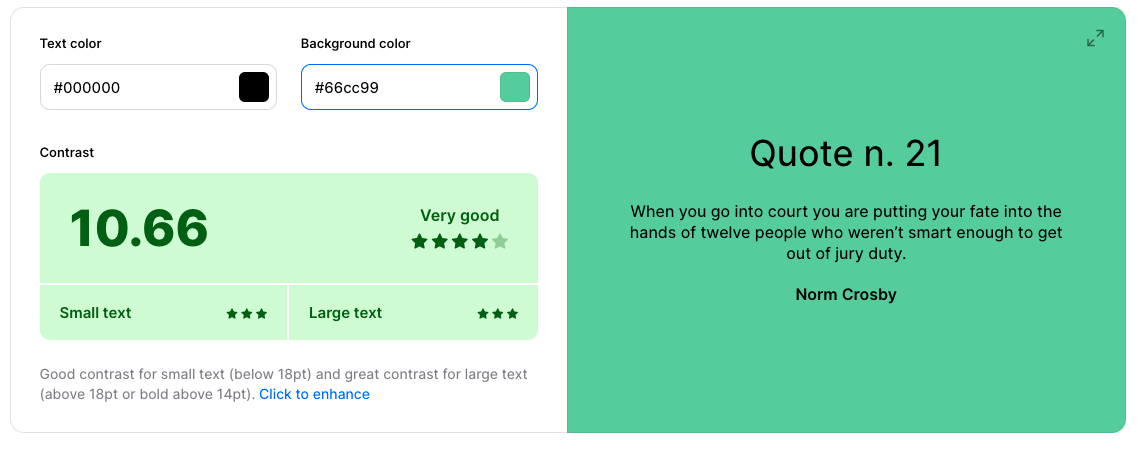 Text color
Background color
#000000
#66cc99
Contrast
10.66
Very good
Small text
Large text
Good contrast for small text (below 18pt) and great contrast for large text
(above 18pt or bold above 14pt). Click to enhance
Quote n. 21
When you go into court you are putting your fate into the
hands of twelve people who weren’t smart enough to get
out of jury duty.
Norm Crosby